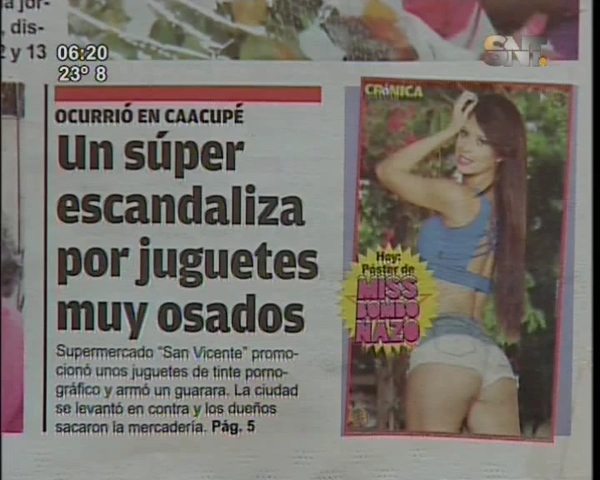 a jor-
, dis-
2 y 13
06:20
23° 8
SNT
OCURRIÓ EN CAACUPÉ
Un súper
escandaliza
por juguetes
muy osados
Supermercado "San Vicente" promo-
cionó unos juguetes de tinte porno-
gráfico y armó un guarara. La ciudad
se levantó en contra y los dueños
sacaron la mercadería. Pág. 5
CRÓNICA
Hoy:
Póster de
MISS
BOMBO
NAZO